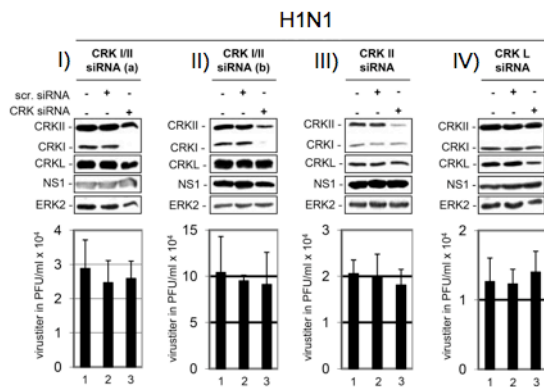 H1N1
I) CRK I/II siRNA (a)
II) CRK I/II siRNA (b)
III) CRK II siRNA
IV) CRK L siRNA
scr. siRNA - + - - + - - + - - + -
CRK siRNA - - + - - + - - + - - +
CRKII - CRKII - CRKII - CRKII -
CRKI - CRKI - CRKI - CRKI -
CRKL - CRKL - CRKL - CRKL -
NS1 - NS1 - NS1 - NS1 -
ERK2 - ERK2 - ERK2 - ERK2 -
virustiter in PFU/ml x 10⁴
4
3
2
1
0
1 2 3
virustiter in PFU/ml x 10⁴
15
10
5
0
1 2 3
virustiter in PFU/ml x 10⁴
3
2
1
0
1 2 3
virustiter in PFU/ml x 10⁴
2
1
0
1 2 3